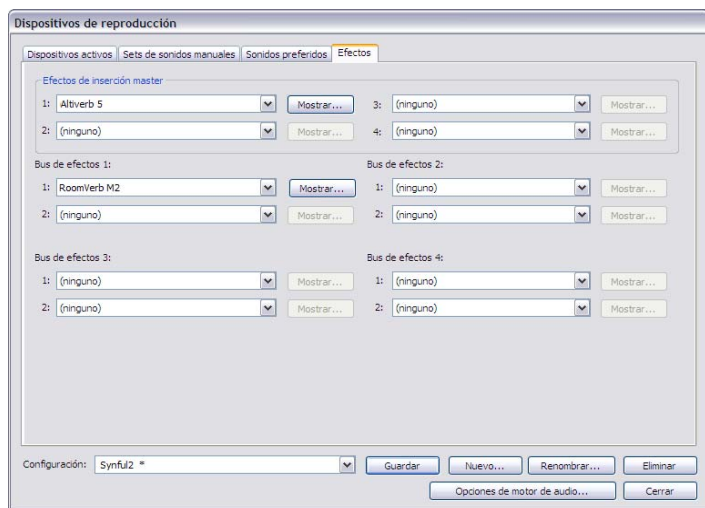 Dispositivos de reproducción
Dispositivos activos Sets de sonidos manuales Sonidos preferidos Efectos
Efectos de inserción master
1: Altiverb 5 Mostrar... 3: (ninguno) Mostrar...
2: (ninguno) Mostrar... 4: (ninguno) Mostrar...
Bus de efectos 1: Bus de efectos 2:
1: RoomVerb M2 Mostrar... 1: (ninguno) Mostrar...
2: (ninguno) Mostrar... 2: (ninguno) Mostrar...
Bus de efectos 3: Bus de efectos 4:
1: (ninguno) Mostrar... 1: (ninguno) Mostrar...
2: (ninguno) Mostrar... 2: (ninguno) Mostrar...
Configuración: Synful2 * Guardar Nuevo... Renombrar... Eliminar
Opciones de motor de audio... Cerrar